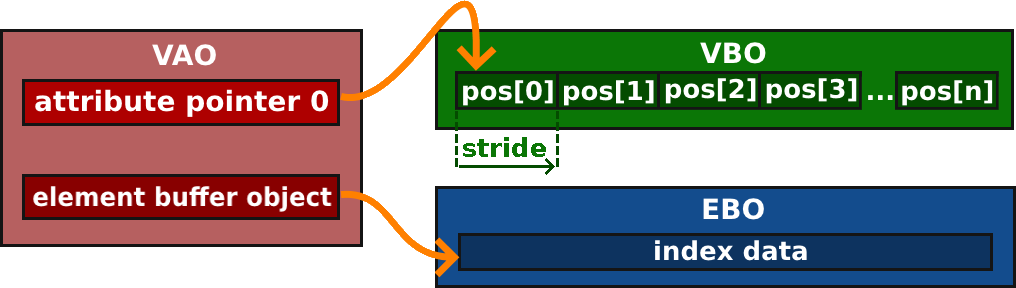 VAO
attribute pointer 0
element buffer object
VBO
pos[0] pos[1] pos[2] pos[3] ... pos[n]
stride
EBO
index data